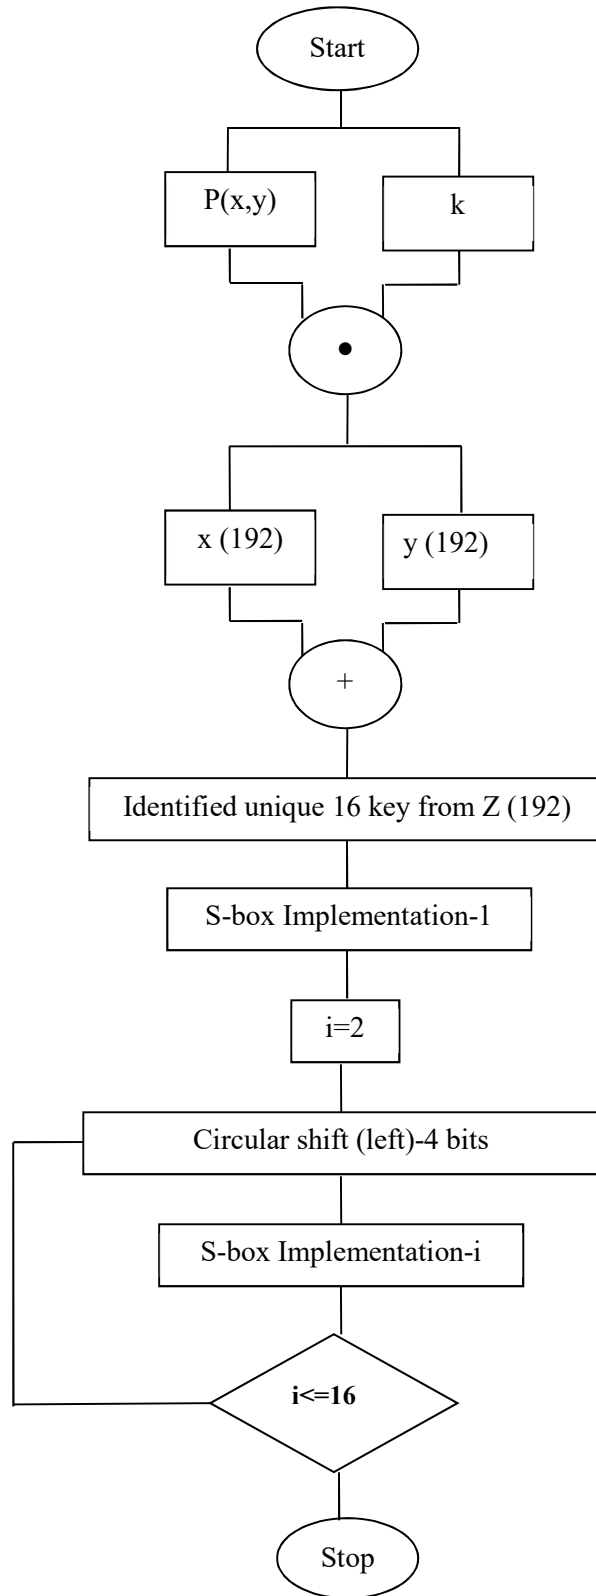 Start
P(x,y)
k
•
x (192)
y (192)
+
Identified unique 16 key from Z (192)
S-box Implementation-1
i=2
Circular shift (left)-4 bits
S-box Implementation-i
i<=16
Stop